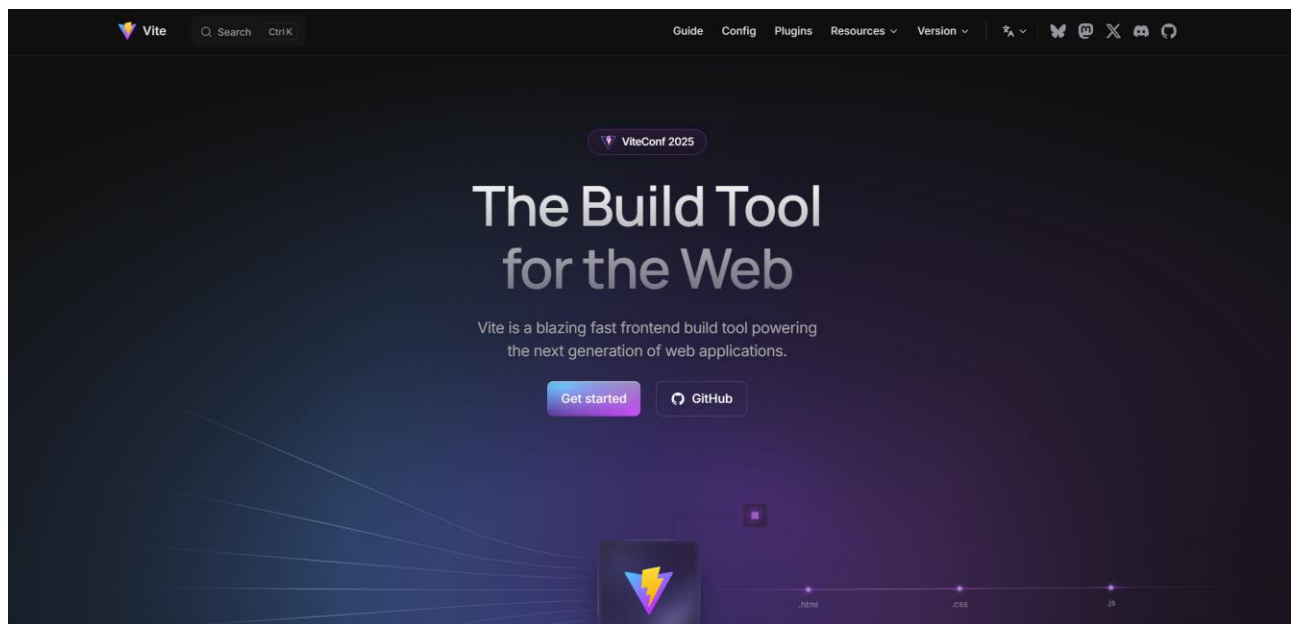 Vite
Search Ctrl K
Guide Config Plugins Resources Version
ViteConf 2025
The Build Tool
for the Web
Vite is a blazing fast frontend build tool powering
the next generation of web applications.
Get started GitHub
.html .css .js